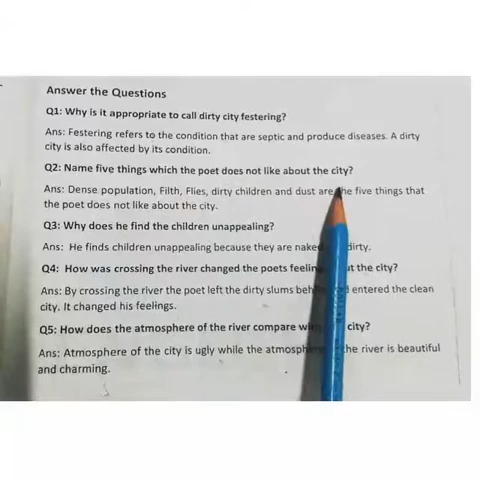 Answer the Questions
Q1: Why is it appropriate to call dirty city festering?
Ans: Festering refers to the condition that are septic and produce diseases. A dirty
city is also affected by its condition.
Q2: Name five things which the poet does not like about the city?
Ans: Dense population, Filth, Flies, dirty children and dust are the five things that
the poet does not like about the city.
Q3: Why does he find the children unappealing?
Ans: He finds children unappealing because they are naked dirty.
Q4: How was crossing the river changed the poets the city?
Ans: By crossing the river the poet left the dirty slums entered the clean
city. It changed his feelings.
Q5: How does the atmosphere of the river compare city?
Ans: Atmosphere of the city is ugly while the the river is beautiful
and charming.